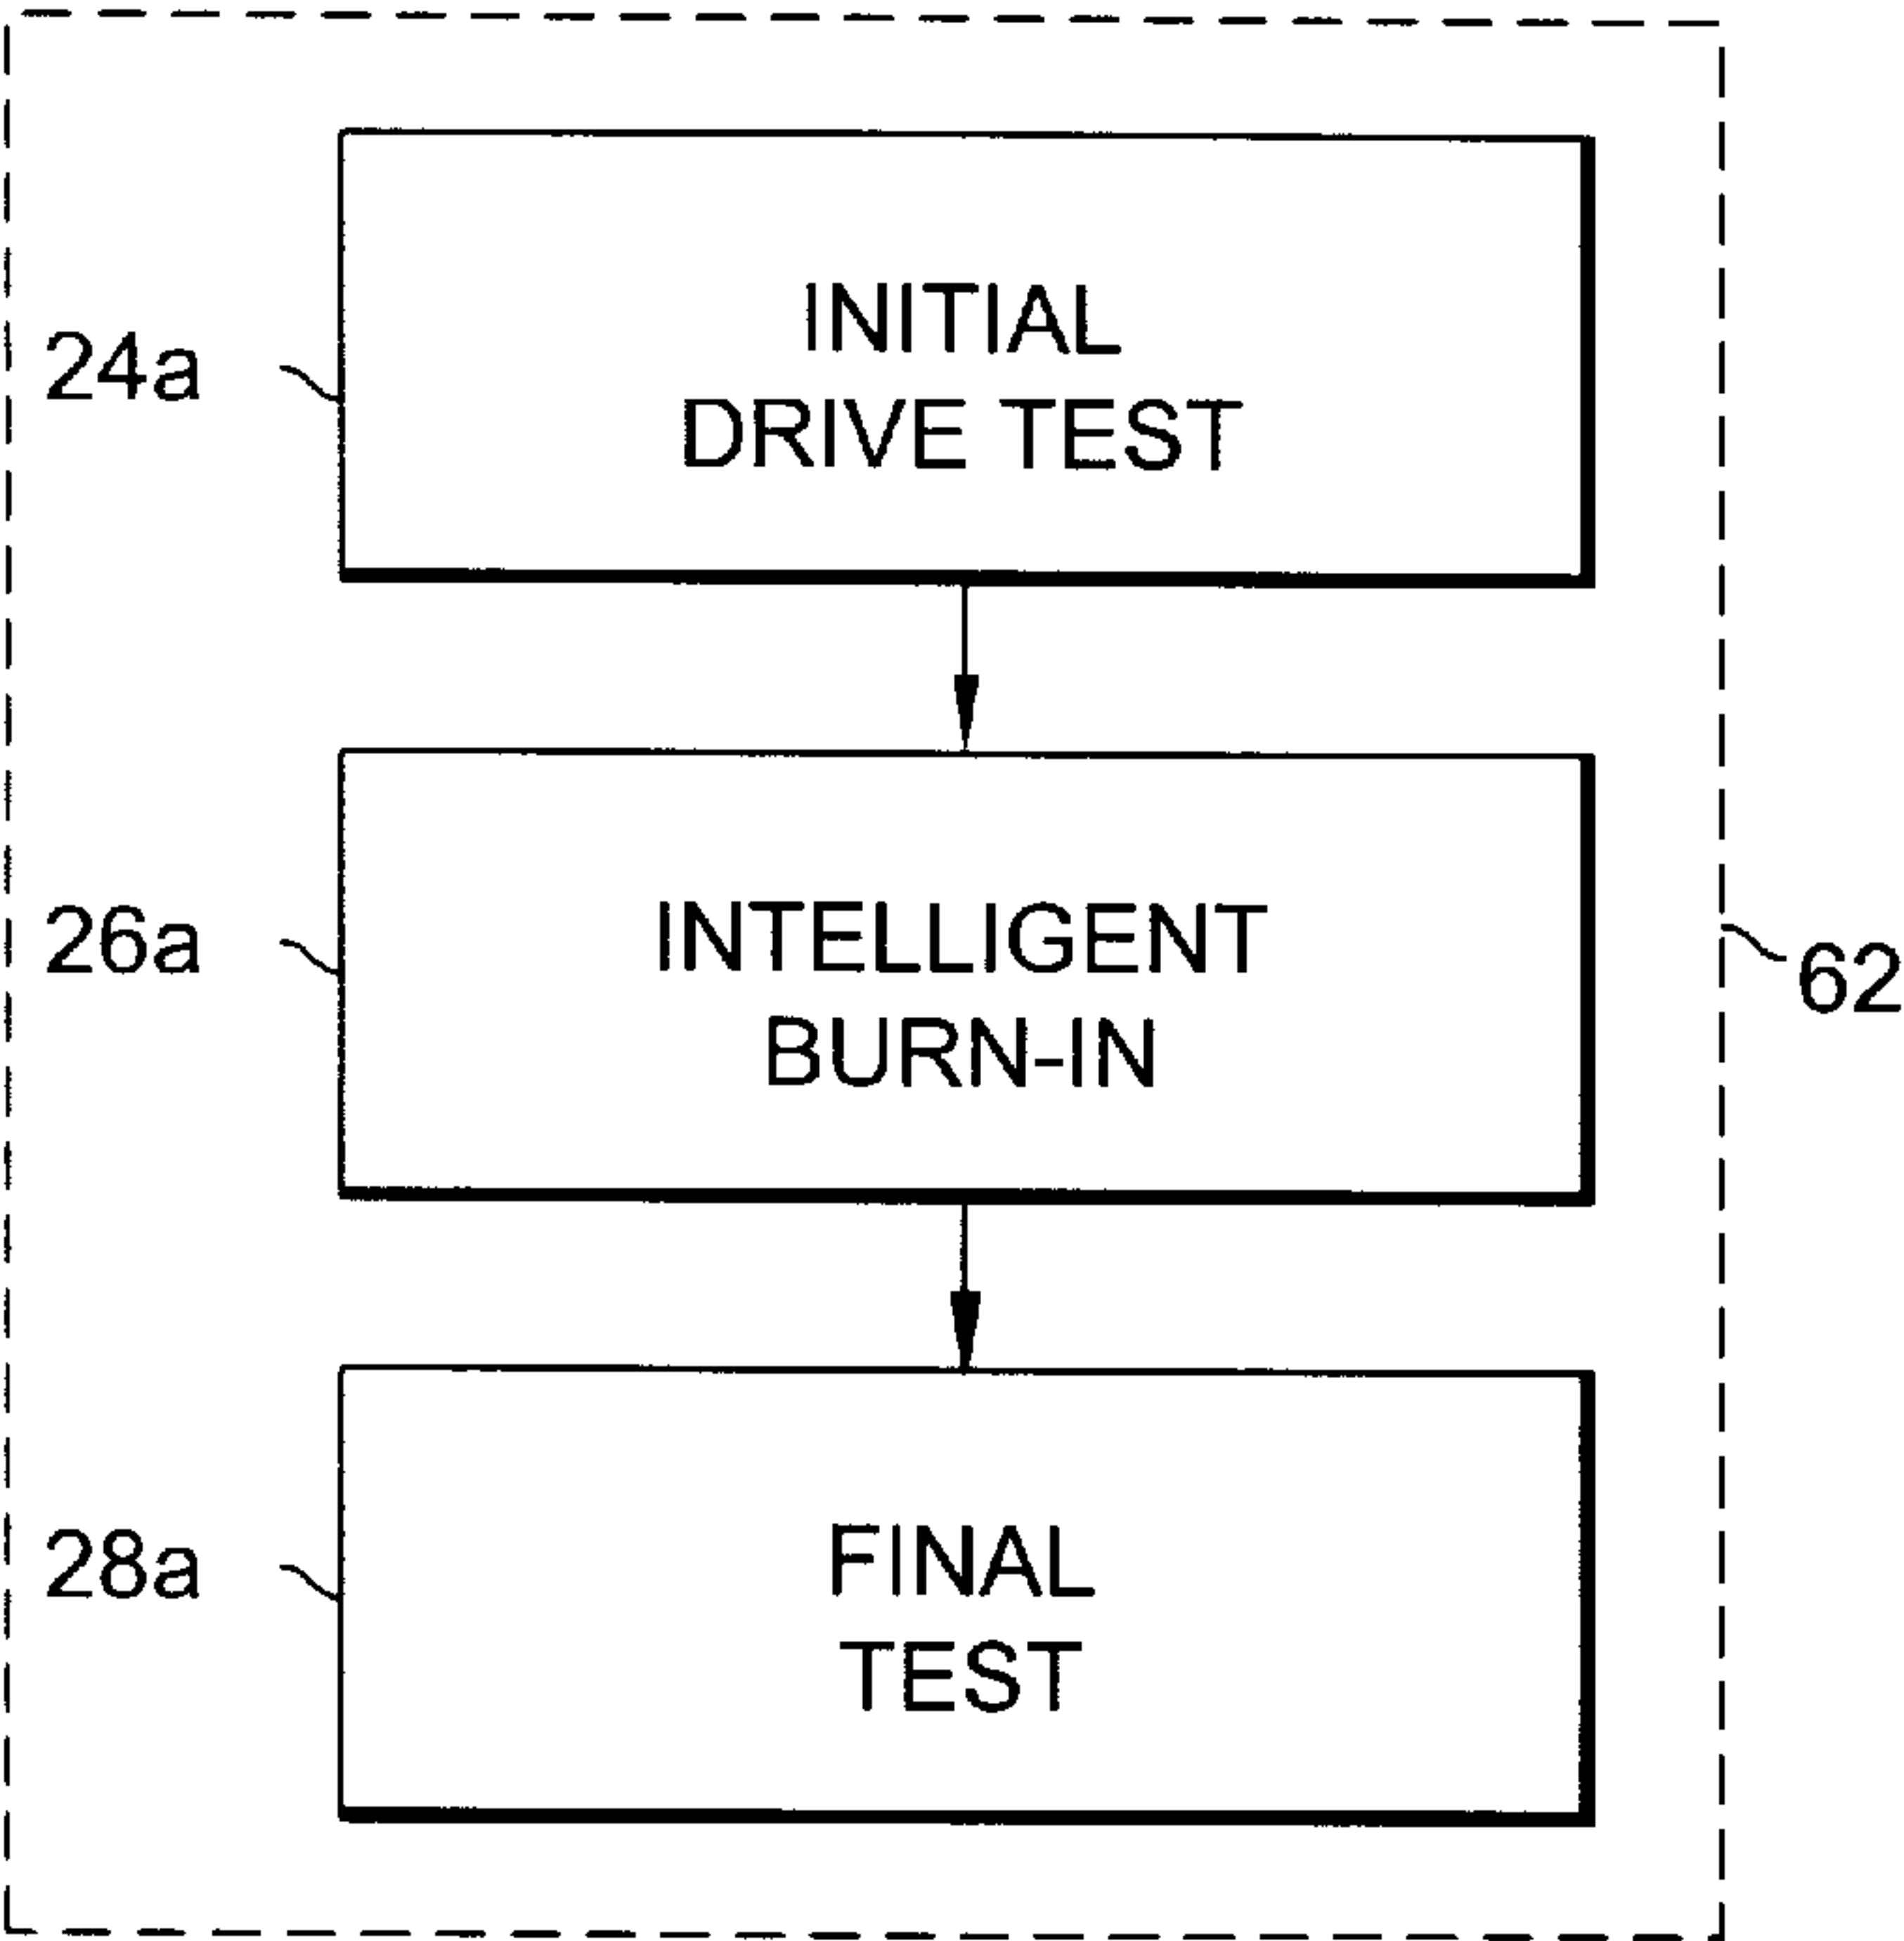 24a
INITIAL
DRIVE TEST
26a
INTELLIGENT
BURN-IN
62
28a
FINAL
TEST